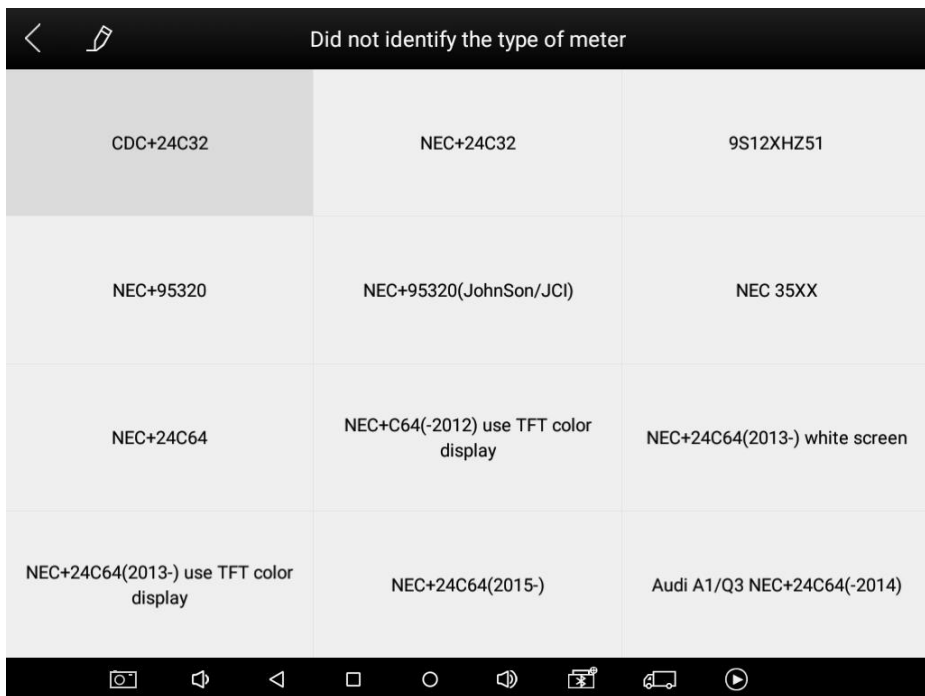 Did not identify the type of meter
CDC+24C32
NEC+24C32
9S12XHZ51
NEC+95320
NEC+95320(JohnSon/JCI)
NEC 35XX
NEC+24C64
NEC+C64(-2012) use TFT color
display
NEC+24C64(2013-) white screen
NEC+24C64(2013-) use TFT color
display
NEC+24C64(2015-)
Audi A1/Q3 NEC+24C64(-2014)